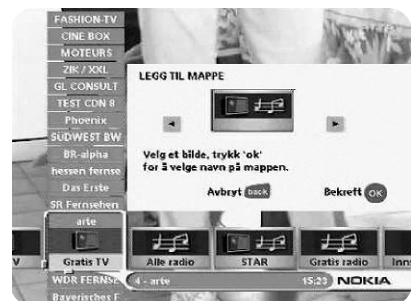 FASHION-TV
CINE BOX
MOTEURS
ZIK / XXL
GL CONSULT
TEST CDN 8
Phoenix
SÜDWEST BW
BR-alpha
hessen fernse
Das Erste
SR Fernsehen
arte
LEGG TIL MAPPE
Velg et bilde, trykk 'ok'
for å velge navn på mappen.
Avbryt back
Bekreft OK
V
Gratis TV
Alle radio
STAR
Gratis radio
Inns
WDR FERNSE
4 - arte
15:23 NOKIA
Bayerisches F